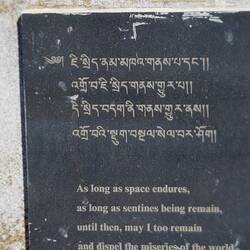 ༄༅།ཇི་སྲིད་ནམ་མཁའ་གནས་པ་དང་།།
འགྲོ་བ་ཇི་སྲིད་གནས་གྱུར་པ།།
དེ་སྲིད་བདག་ནི་གནས་གྱུར་ནས།།
འགྲོ་བའི་སྡུག་བསྔལ་སེལ་བར་ཤོག།
As long as space endures,
as long as sentines being remain,
until then, may I too remain
and dispel the miseries of the world.